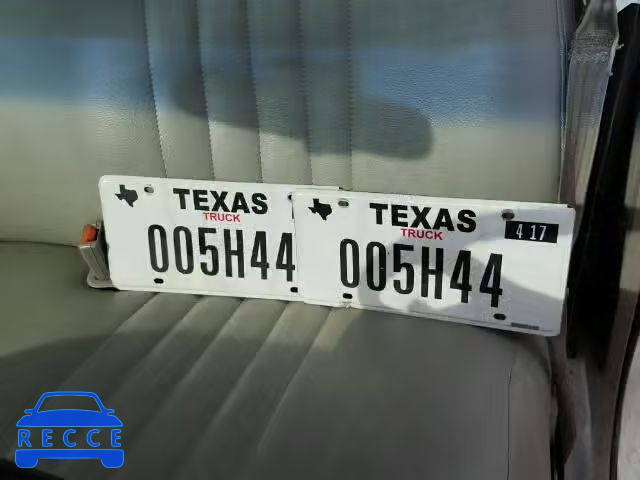 TEXAS
TRUCK
005H44
TEXAS
TRUCK
4 17
005H44
RECCE